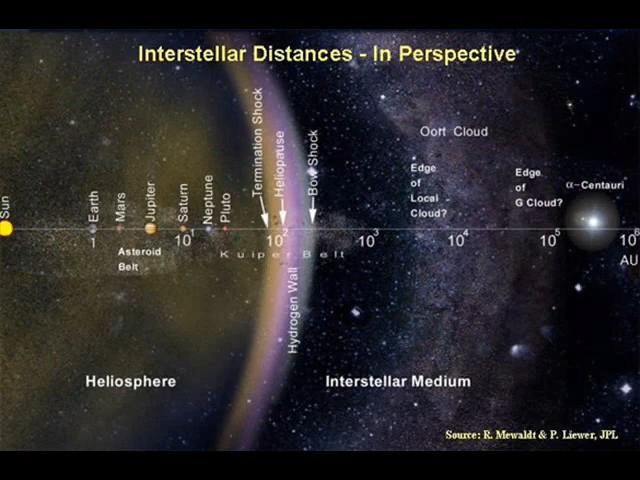 Interstellar Distances - In Perspective
Sun
Earth
Mars
Jupiter
Saturn
Neptune
Pluto
Termination Shock
Heliopause
Bow Shock
Oort Cloud
Edge
of
Local
Cloud?
Edge
of
G Cloud?
α-Centauri
1 10¹ 10² 10³ 10⁴ 10⁵ 10⁶
AU
Asteroid
Belt
Kuiper Belt
Hydrogen Wall
Heliosphere
Interstellar Medium
Source: R. Mewaldt & P. Liewer, JPL